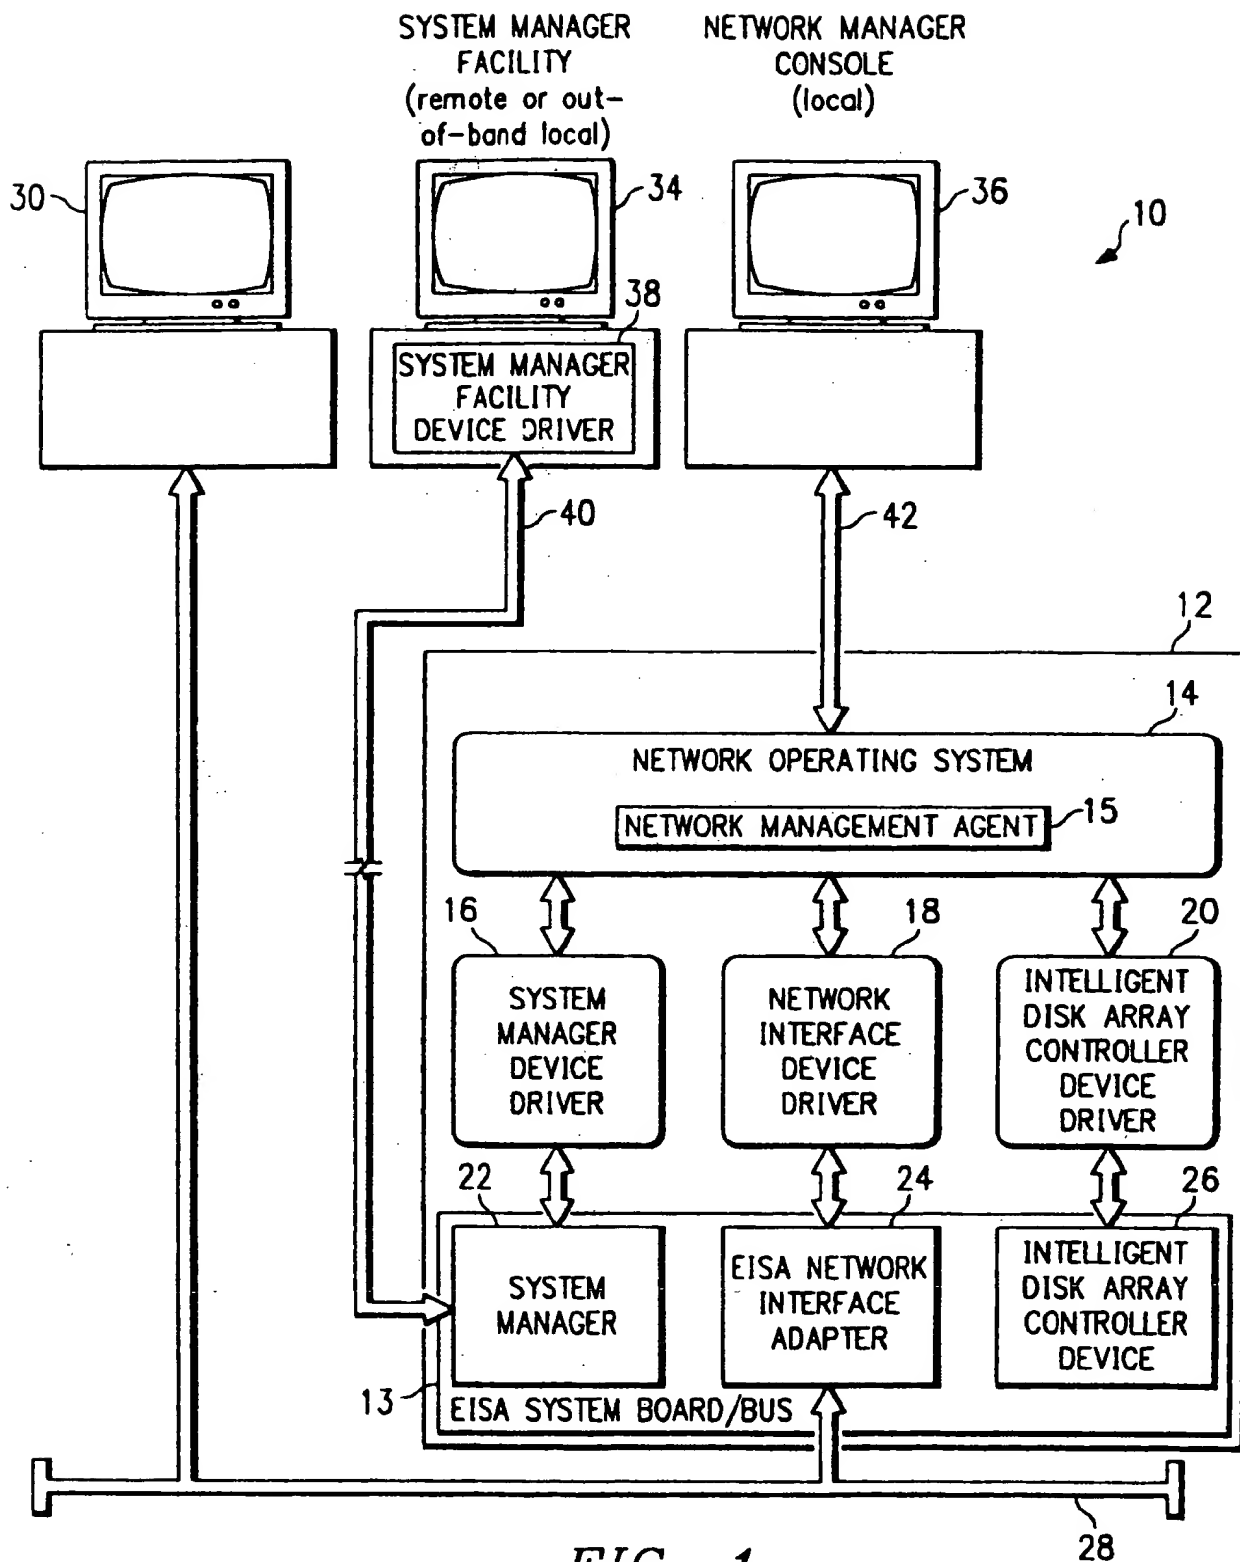 SYSTEM MANAGER
FACILITY
(remote or out-
of-band local)
NETWORK MANAGER
CONSOLE
(local)
30
34
36
10
38
SYSTEM MANAGER
FACILITY
DEVICE DRIVER
40
42
12
14
NETWORK OPERATING SYSTEM
NETWORK MANAGEMENT AGENT
15
16
18
20
SYSTEM
MANAGER
DEVICE
DRIVER
NETWORK
INTERFACE
DEVICE
DRIVER
INTELLIGENT
DISK ARRAY
CONTROLLER
DEVICE
DRIVER
22
24
26
SYSTEM
MANAGER
EISA NETWORK
INTERFACE
ADAPTER
INTELLIGENT
DISK ARRAY
CONTROLLER
DEVICE
13
EISA SYSTEM BOARD/BUS
28
FIG. 1